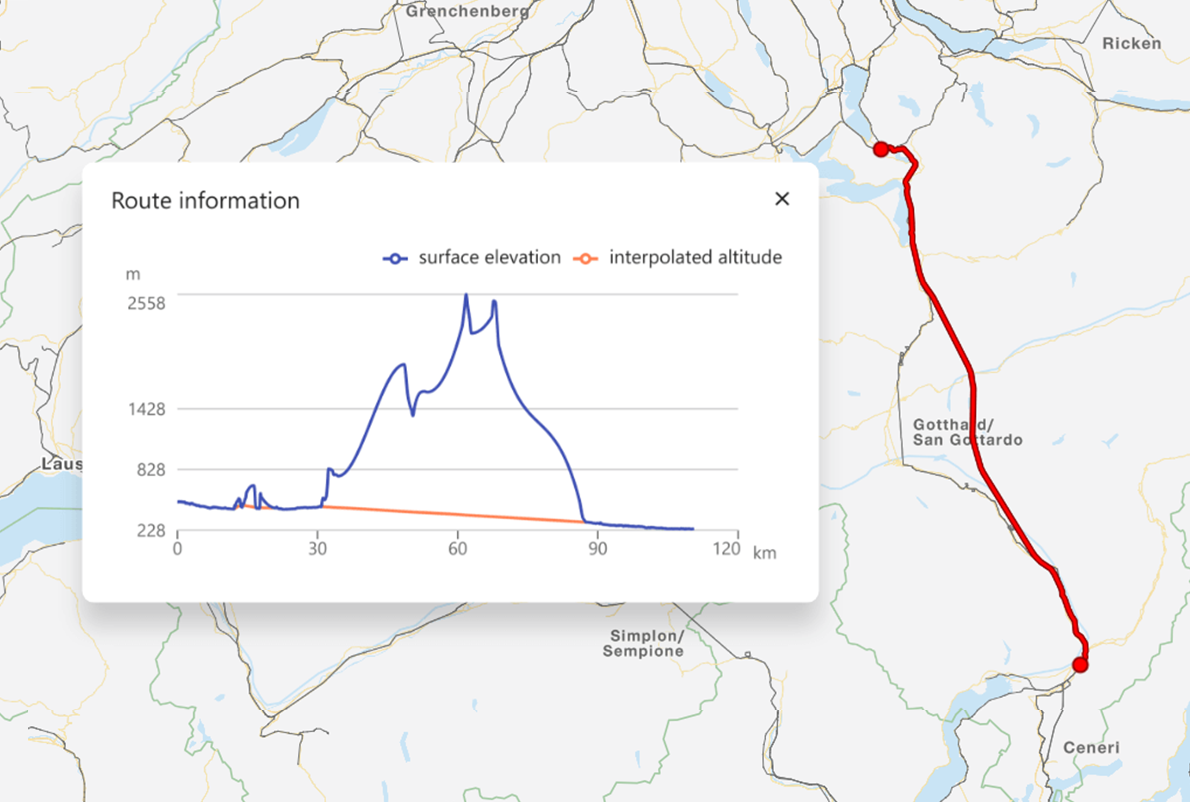 Grenchenberg
Ricken
Route information
surface elevation
interpolated altitude
m
2558
1428
828
228
0
30
60
90
120
km
Laus
Gotthard/
San Gottardo
Simplon/
Sempione
Ceneri